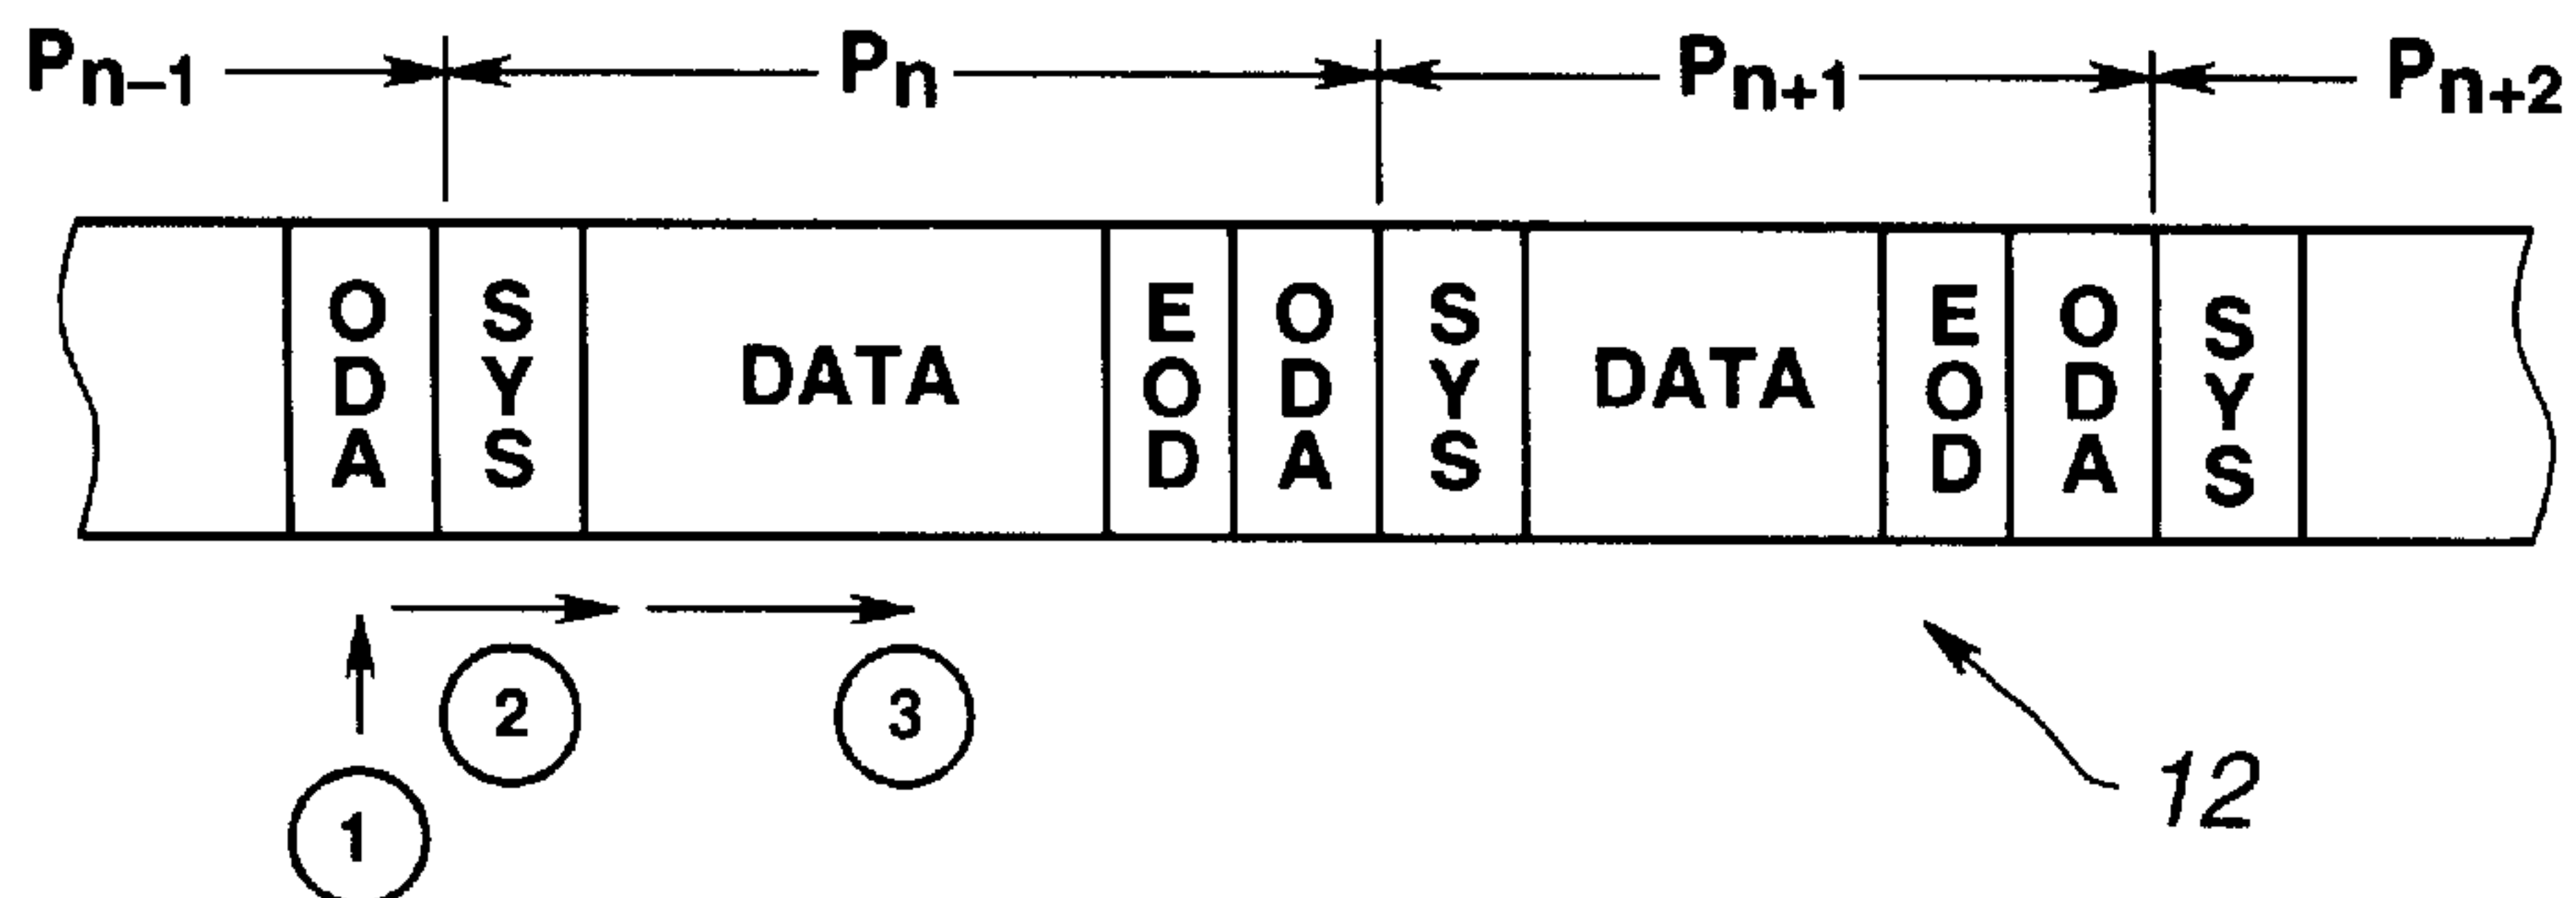 Pn−1 Pn Pn+1 Pn+2
ODA SYS DATA EOD ODA SYS DATA EOD ODA SYS
2 3
1
12